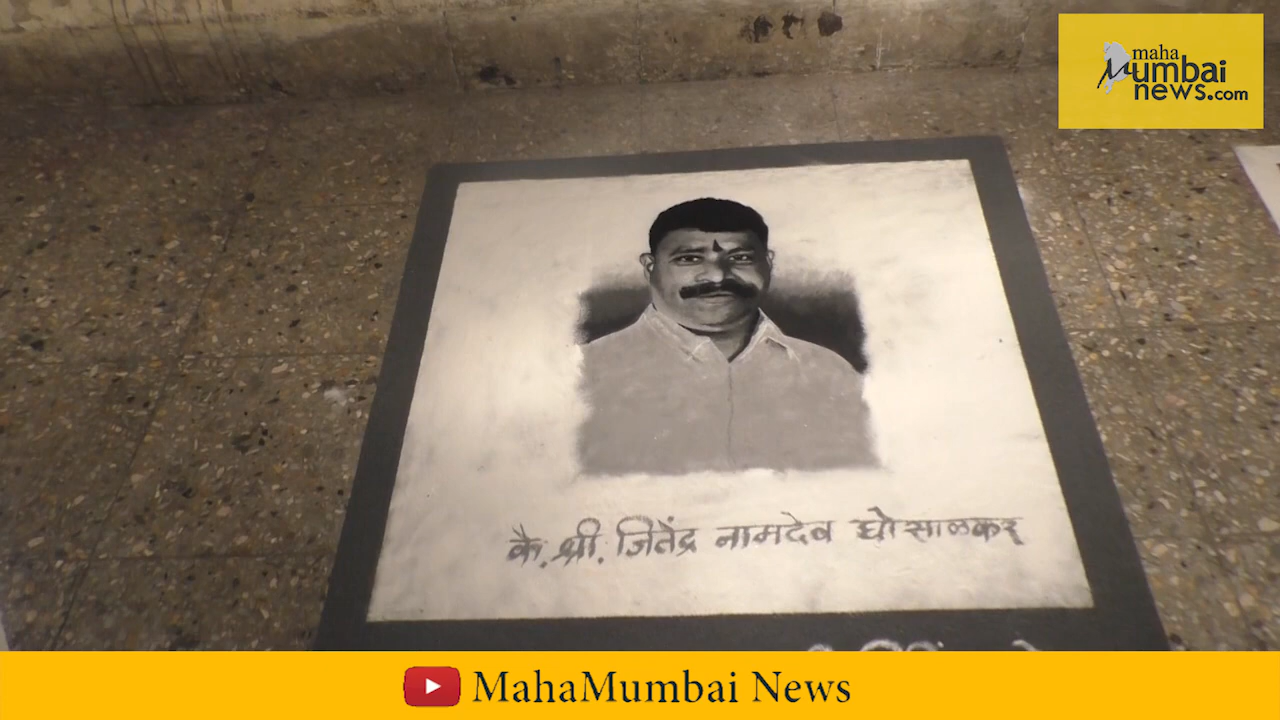 maha
Mumbai
news.com
कै. श्री. जितेंद्र नामदेव घोसाळकर
MahaMumbai News